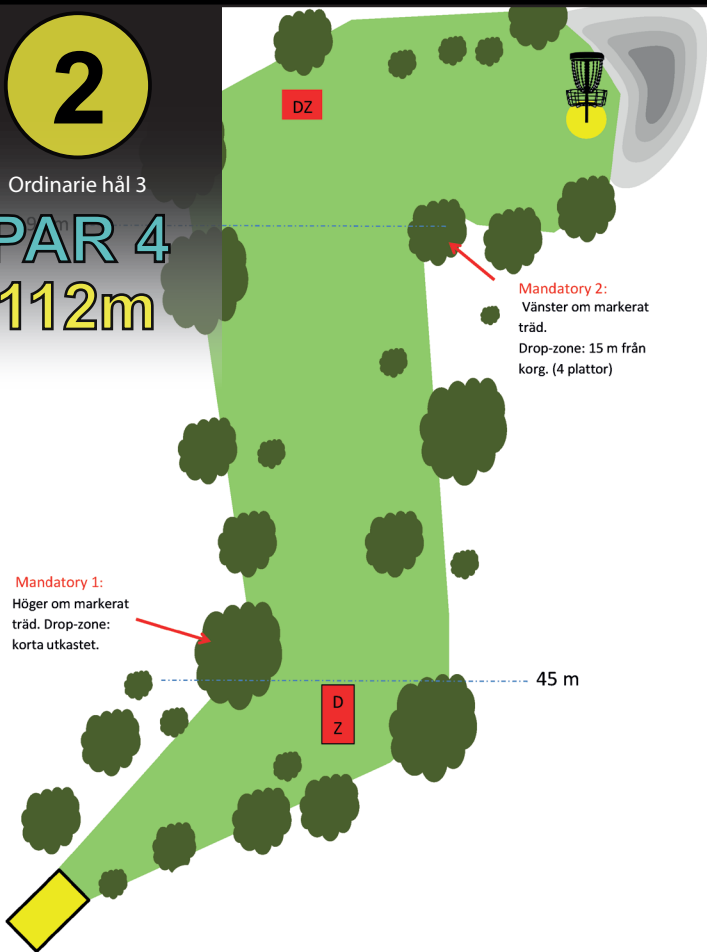 2
Ordinarie hål 3
PAR 4
112m
DZ
Mandatory 2:
Vänster om markerat
träd.
Drop-zone: 15 m från
korg. (4 plattor)
Mandatory 1:
Höger om markerat
träd. Drop-zone:
korta utkastet.
45 m
D
Z